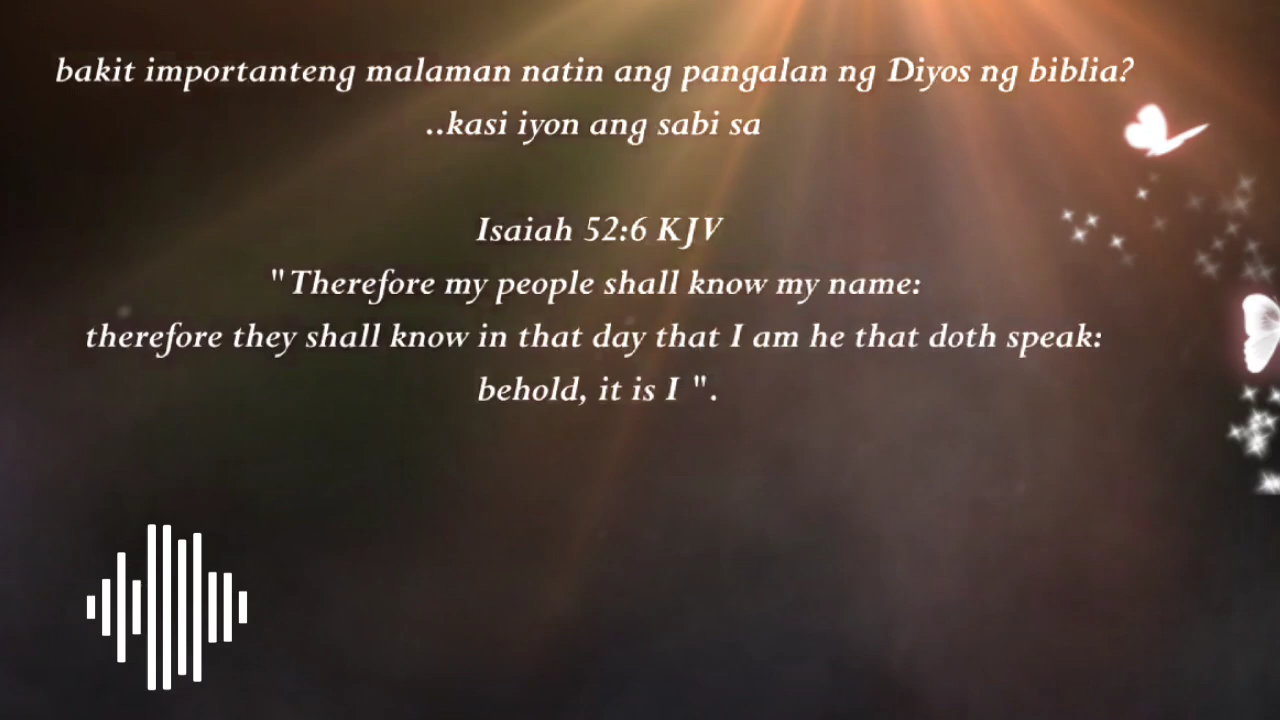 bakit importanteng malaman natin ang pangalan ng Diyos ng biblia?
..kasi iyon ang sabi sa
Isaiah 52:6 KJV
"Therefore my people shall know my name:
therefore they shall know in that day that I am he that doth speak:
behold, it is I ".